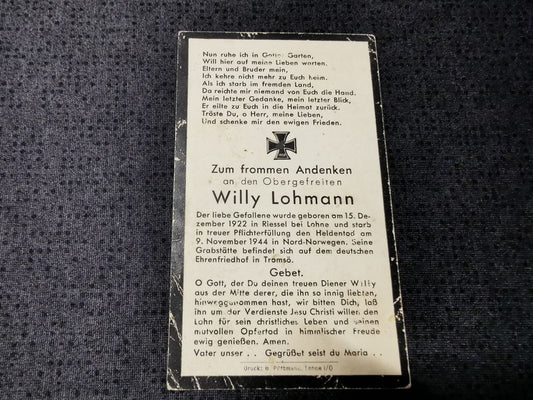 Nun ruhe ich in Gottes Garten,
Will hier auf meine Lieben warten.
Eltern und Bruder mein,
Ich kehre nicht mehr zu Euch heim.
Als ich starb im fremden Land,
Da reichte mir niemand von Euch die Hand.
Mein letzter Gedanke, mein letzter Blick,
Er eilte zu Euch in die Heimat zurück.
Tröste Du, o Herr, meine Lieben,
Und schenke mir den ewigen Frieden.
Zum frommen Andenken
an den Obergefreiten
Willy Lohmann
Der liebe Gefallene wurde geboren am 15. De-
zember 1922 in Riessel bei Lohne und starb
in treuer Pflichterfüllung den Heldentod am
9. November 1944 in Nord-Norwegen. Seine
Grabstätte befindet sich auf dem deutschen
Ehrenfriedhof in Tromsö.
Gebet.
O Gott, der Du deinen treuen Diener Willy
aus der Mitte derer, die ihn so innig liebten,
hinweggenommen hast, wir bitten Dich, laß
ihn um der Verdienste Jesu Christi willen den
Lohn für sein christliches Leben und seinen
mutvollen Opfertod in himmlischer Freude
ewig genießen. Amen.
Vater unser . . Gegrüßet seist du Maria . .
Druck: